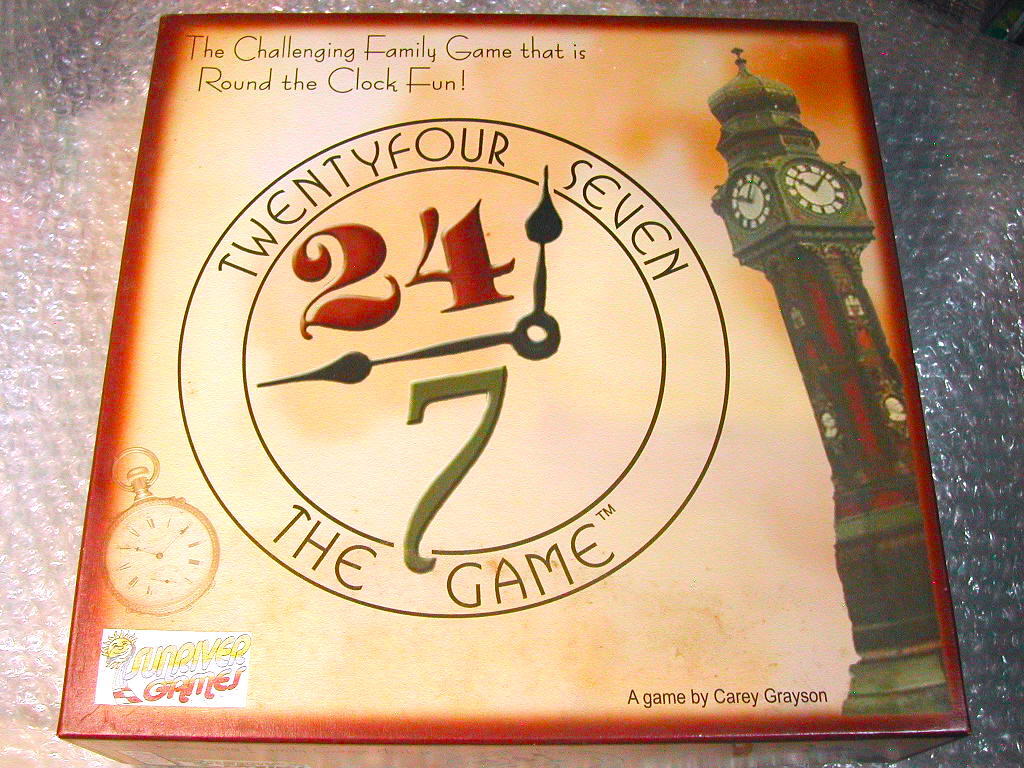 The Challenging Family Game that is
Round the Clock Fun!
TWENTYFOUR SEVEN
24
7
THE GAME™
SUNRIVER
GAMES
A game by Carey Grayson